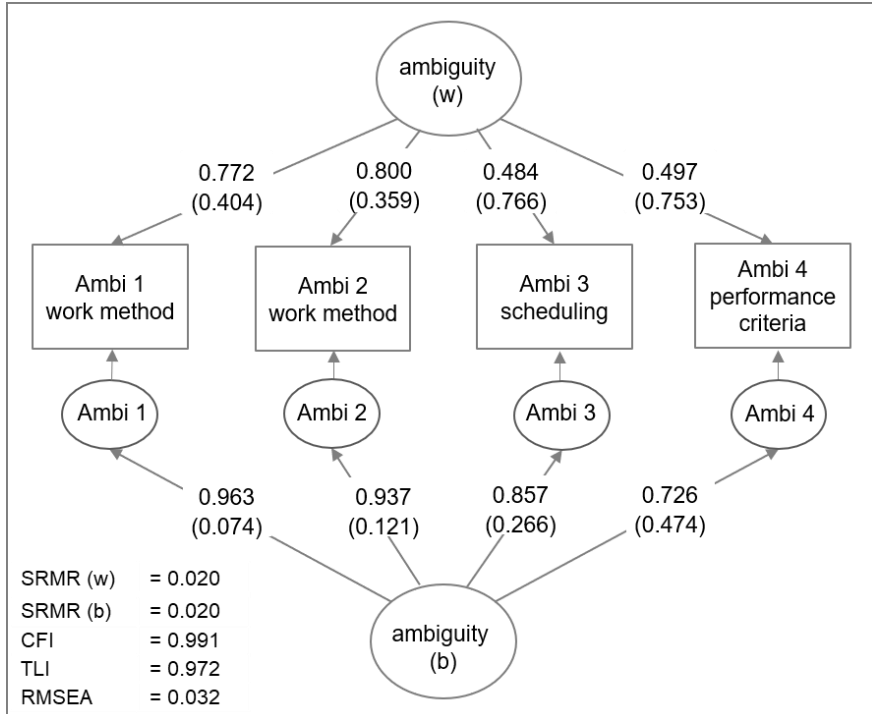 ambiguity
(w)
0.772
(0.404)
0.800
(0.359)
0.484
(0.766)
0.497
(0.753)
Ambi 1
work method
Ambi 2
work method
Ambi 3
scheduling
Ambi 4
performance
criteria
Ambi 1
Ambi 2
Ambi 3
Ambi 4
0.963
(0.074)
0.937
(0.121)
0.857
(0.266)
0.726
(0.474)
ambiguity
(b)
SRMR (w) = 0.020
SRMR (b) = 0.020
CFI = 0.991
TLI = 0.972
RMSEA = 0.032